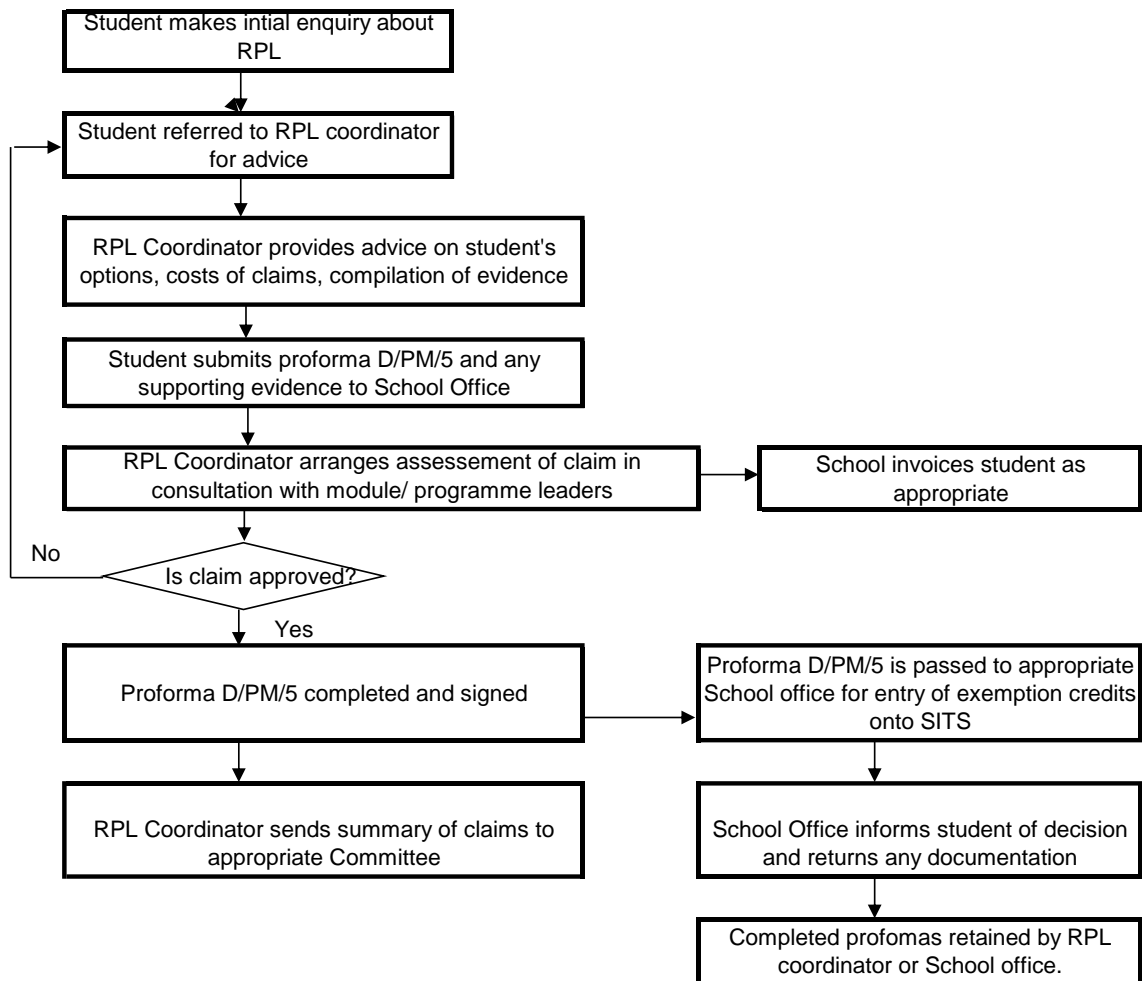 Student makes intial enquiry about
RPL
Student referred to RPL coordinator
for advice
RPL Coordinator provides advice on student's
options, costs of claims, compilation of evidence
Student submits proforma D/PM/5 and any
supporting evidence to School Office
RPL Coordinator arranges assessement of claim in
consultation with module/ programme leaders
School invoices student as
appropriate
No
Is claim approved?
Yes
Proforma D/PM/5 completed and signed
Proforma D/PM/5 is passed to appropriate
School office for entry of exemption credits
onto SITS
RPL Coordinator sends summary of claims to
appropriate Committee
School Office informs student of decision
and returns any documentation
Completed profomas retained by RPL
coordinator or School office.